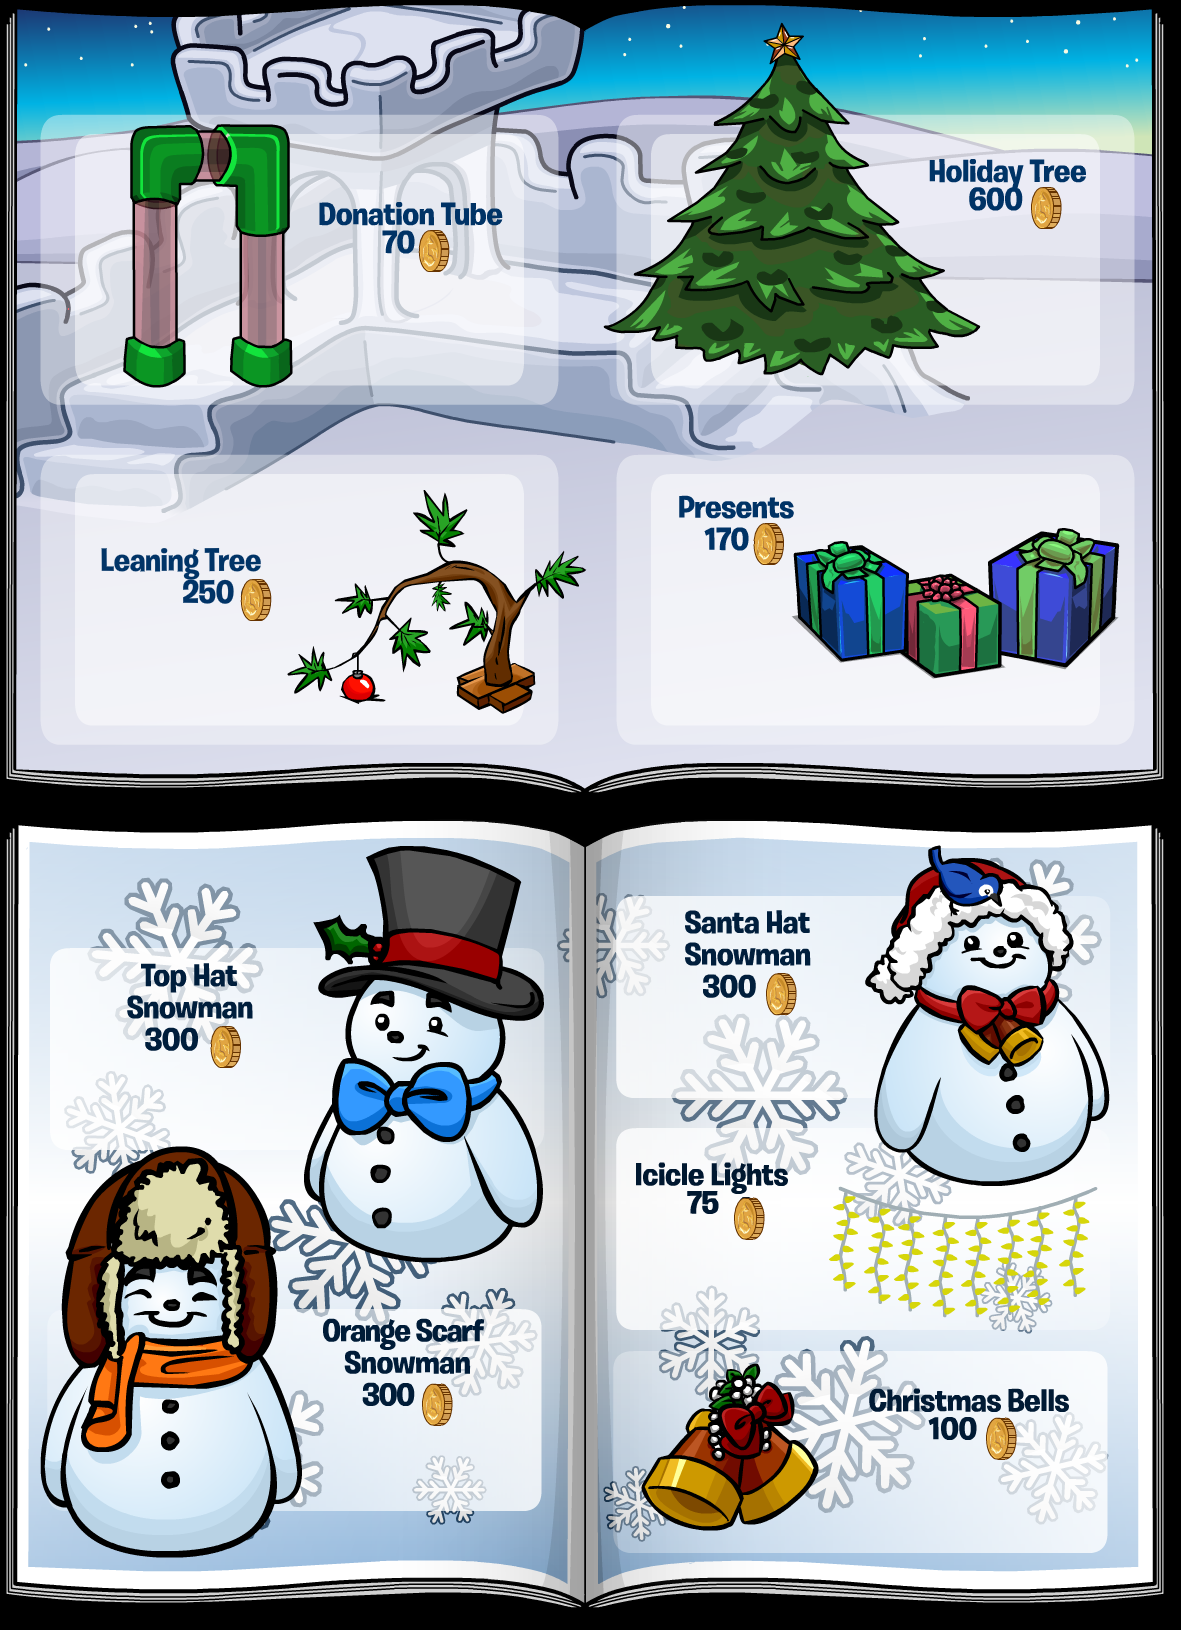 Donation Tube
70
Holiday Tree
600
Leaning Tree
250
Presents
170
Top Hat
Snowman
300
Orange Scarf
Snowman
300
Santa Hat
Snowman
300
Icicle Lights
75
Christmas Bells
100